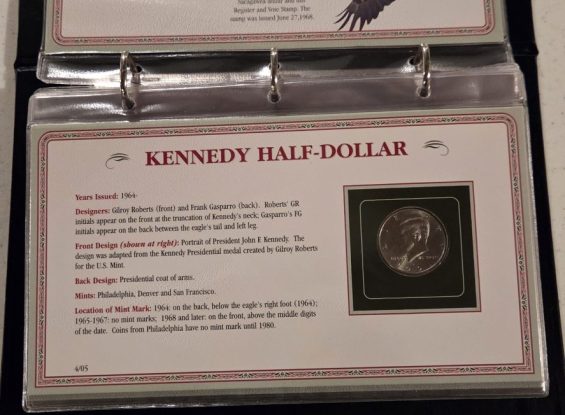 Nicaragawea dollar and this
Register and Vote Stamp. The
stamp was issued June 27, 1968.
KENNEDY HALF-DOLLAR
Years Issued: 1964-
Designers: Gilroy Roberts (front) and Frank Gasparro (back). Roberts' GR
initials appear on the front at the truncation of Kennedy's neck; Gasparro's FG
initials appear on the back between the eagle's tail and left leg.
Front Design (shown at right): Portrait of President John F. Kennedy. The
design was adapted from the Kennedy Presidential medal created by Gilroy Roberts
for the U.S. Mint.
Back Design: Presidential coat of arms.
Mints: Philadelphia, Denver and San Francisco.
Location of Mint Mark: 1964: on the back, below the eagle's right foot (1964);
1965-1967: no mint marks; 1968 and later: on the front, above the middle digits
of the date. Coins from Philadelphia have no mint mark until 1980.
4/05